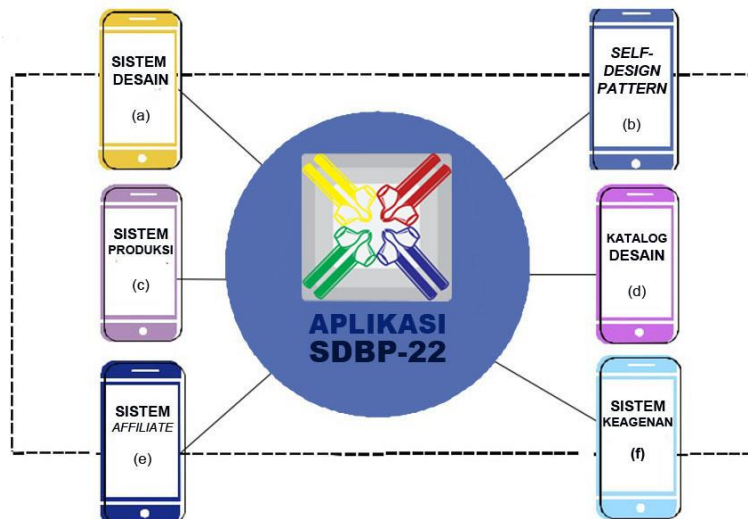 SISTEM
DESAIN
(a)
SELF-
DESIGN
PATTERN
(b)
SISTEM
PRODUKSI
(c)
KATALOG
DESAIN
(d)
APLIKASI
SDBP-22
SISTEM
AFFILIATE
(e)
SISTEM
KEAGENAN
(f)